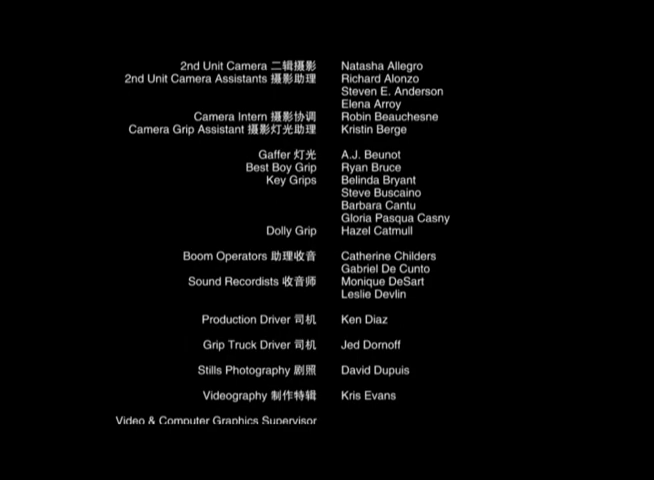 2nd Unit Camera 二辑摄影 Natasha Allegro
2nd Unit Camera Assistants 摄影助理 Richard Alonzo
Steven E. Anderson
Elena Arroy
Camera Intern 摄影协调 Robin Beauchesne
Camera Grip Assistant 摄影灯光助理 Kristin Berge
Gaffer 灯光 A.J. Beunot
Best Boy Grip Ryan Bruce
Key Grips Belinda Bryant
Steve Buscaino
Barbara Cantu
Gloria Pasqua Casny
Dolly Grip Hazel Catmull
Boom Operators 助理收音 Catherine Childers
Gabriel De Cunto
Sound Recordists 收音师 Monique DeSart
Leslie Devlin
Production Driver 司机 Ken Diaz
Grip Truck Driver 司机 Jed Dornoff
Stills Photography 剧照 David Dupuis
Videography 制作特辑 Kris Evans
Video & Computer Graphics Supervisor